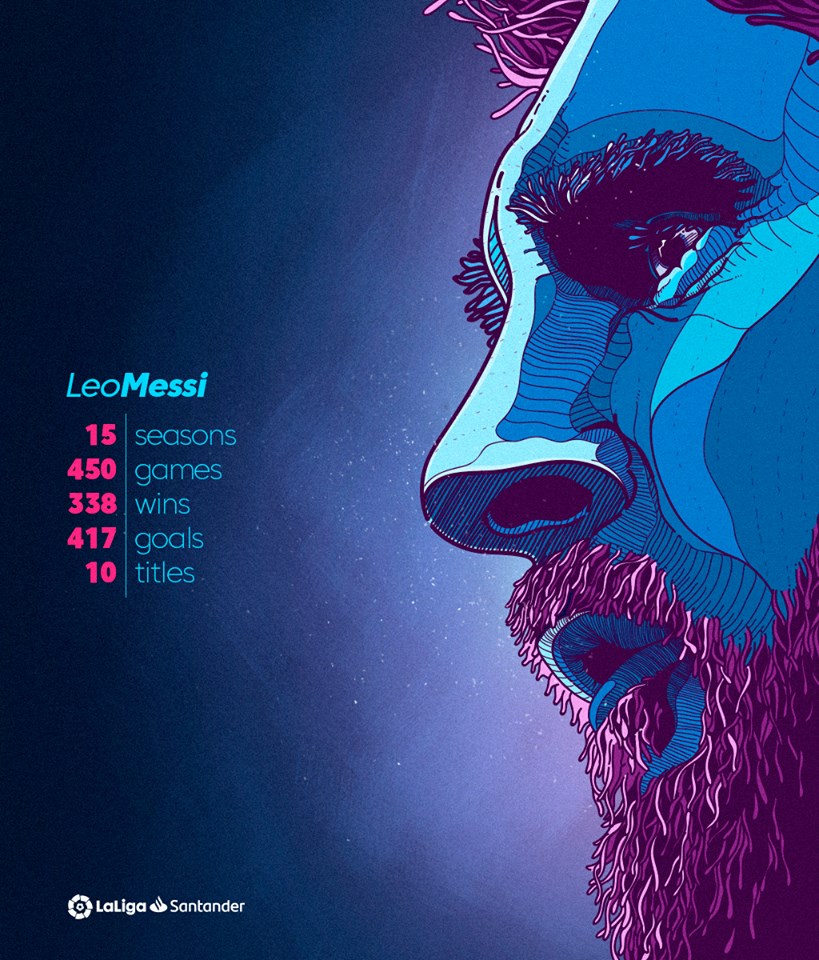 LeoMessi
15 seasons
450 games
338 wins
417 goals
10 titles
LaLiga Santander